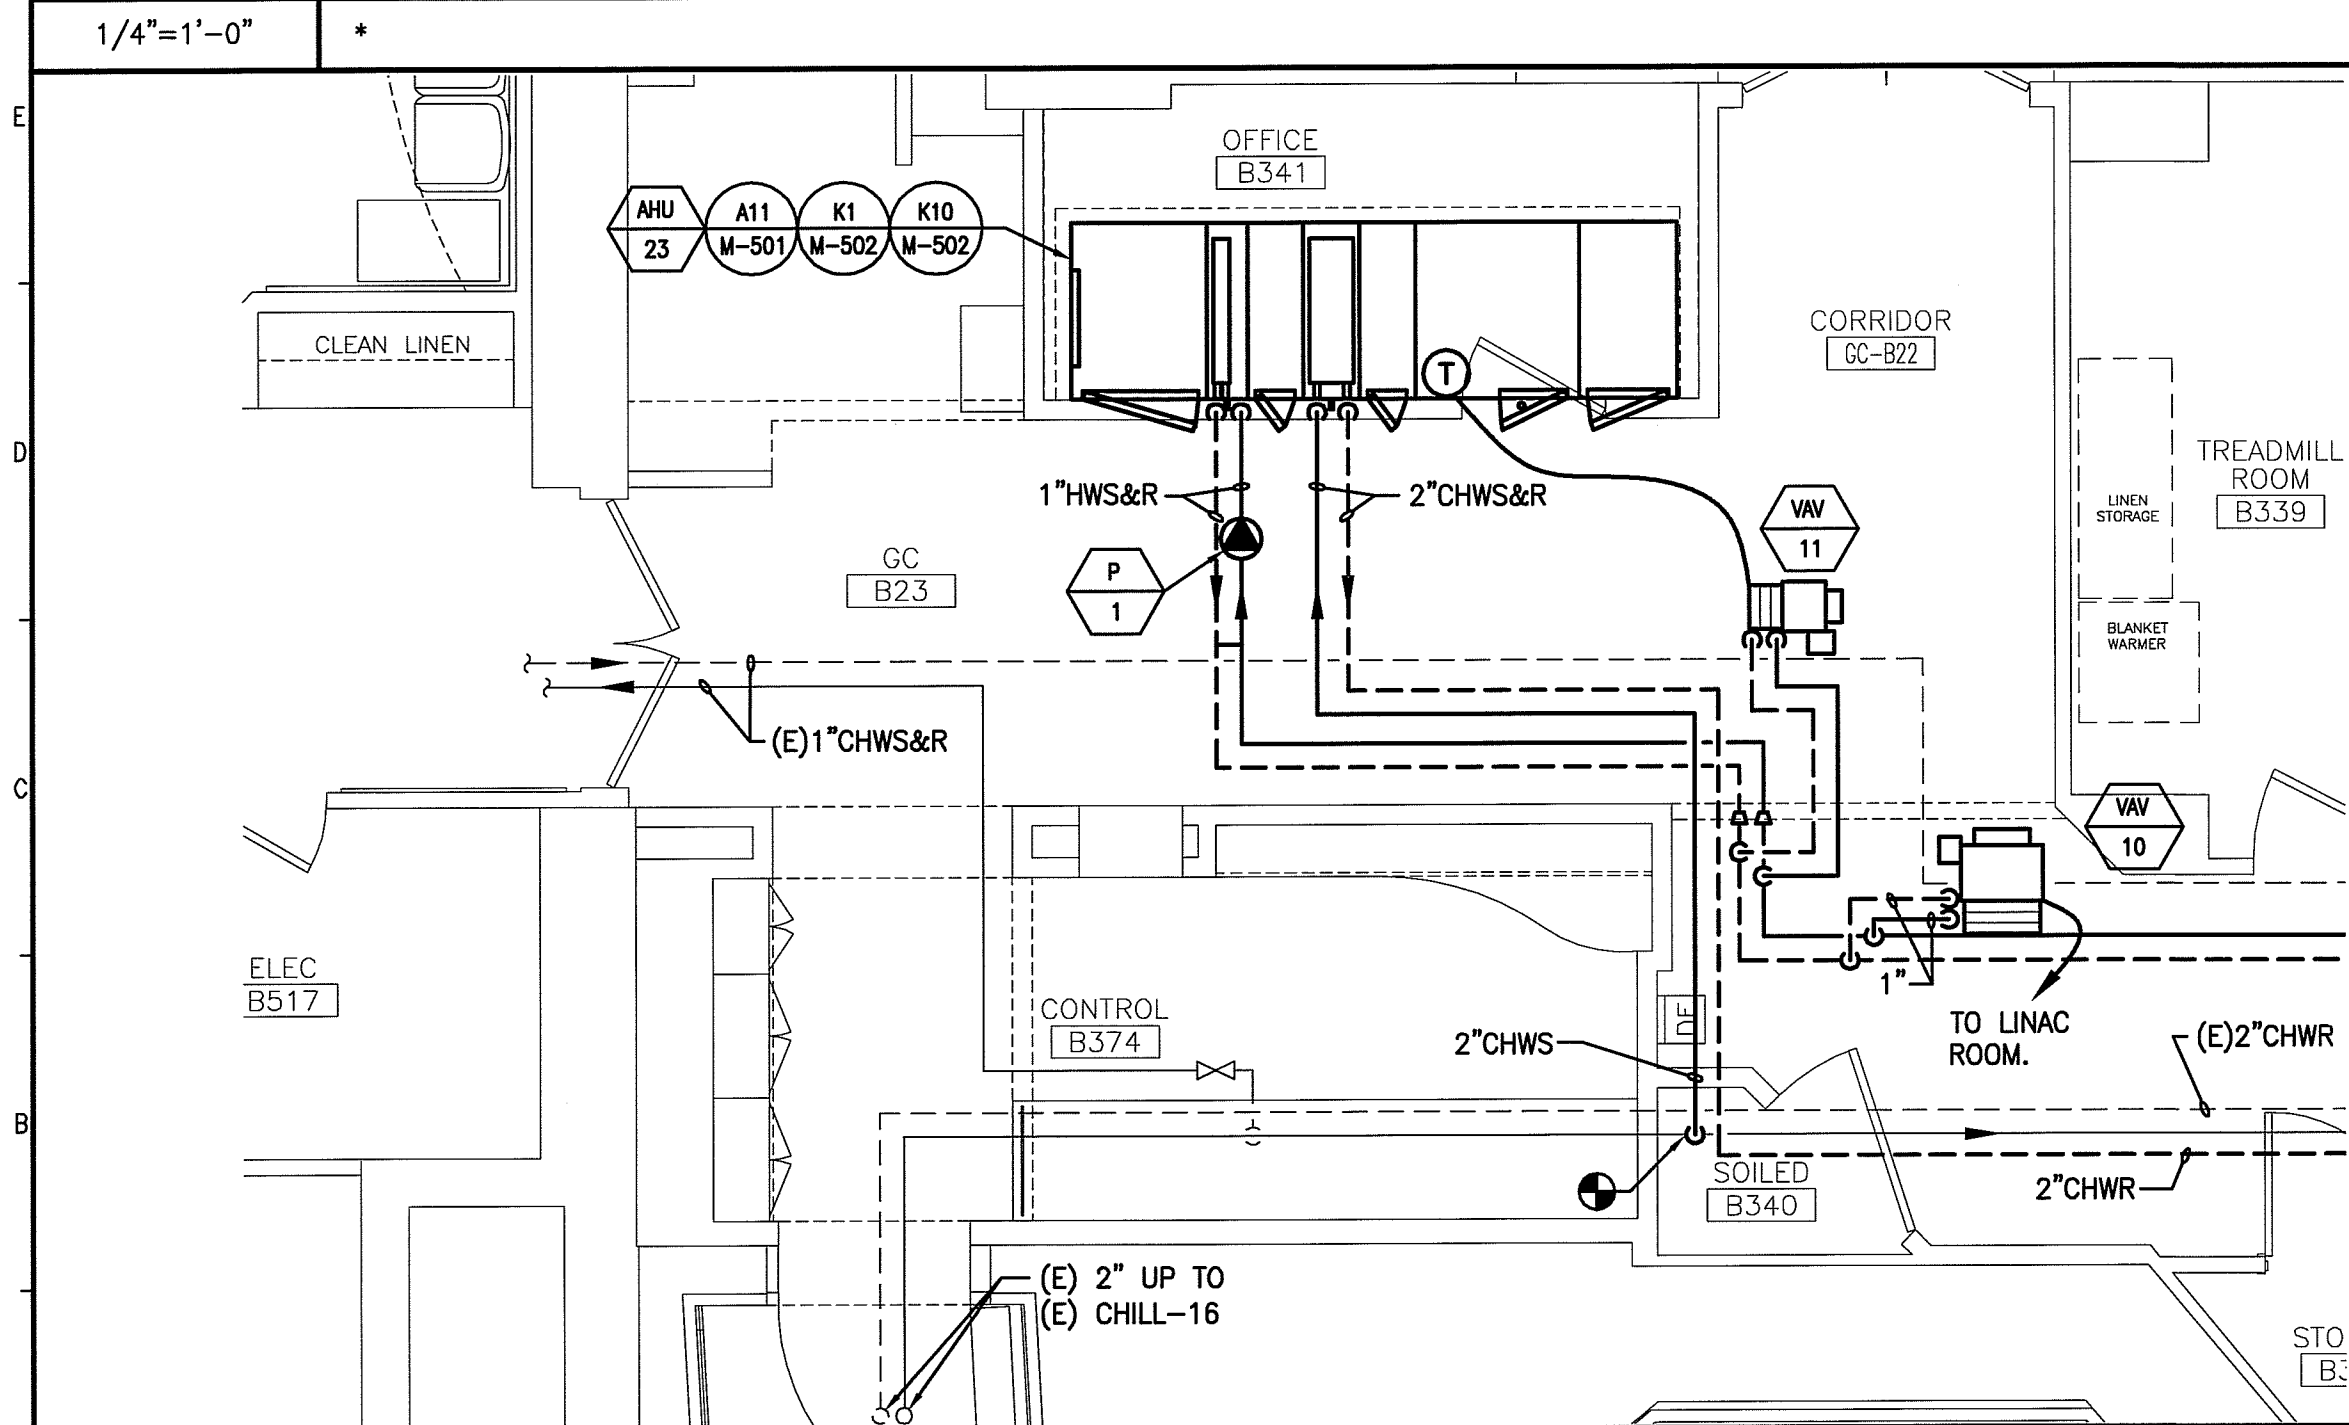 1/4"=1'-0"
*
E
D
C
B
OFFICE
B341
AHU
23
A11
M-501
K1
M-502
K10
M-502
CLEAN LINEN
CORRIDOR
GC-B22
T
TREADMILL
ROOM
B339
LINEN
STORAGE
BLANKET
WARMER
1"HWS&R
2"CHWS&R
VAV
11
GC
B23
P
1
(E)1"CHWS&R
VAV
10
ELEC
B517
CONTROL
B374
2"CHWS
DF
1"
TO LINAC
ROOM.
(E)2"CHWR
SOILED
B340
2"CHWR
(E) 2" UP TO
(E) CHILL-16